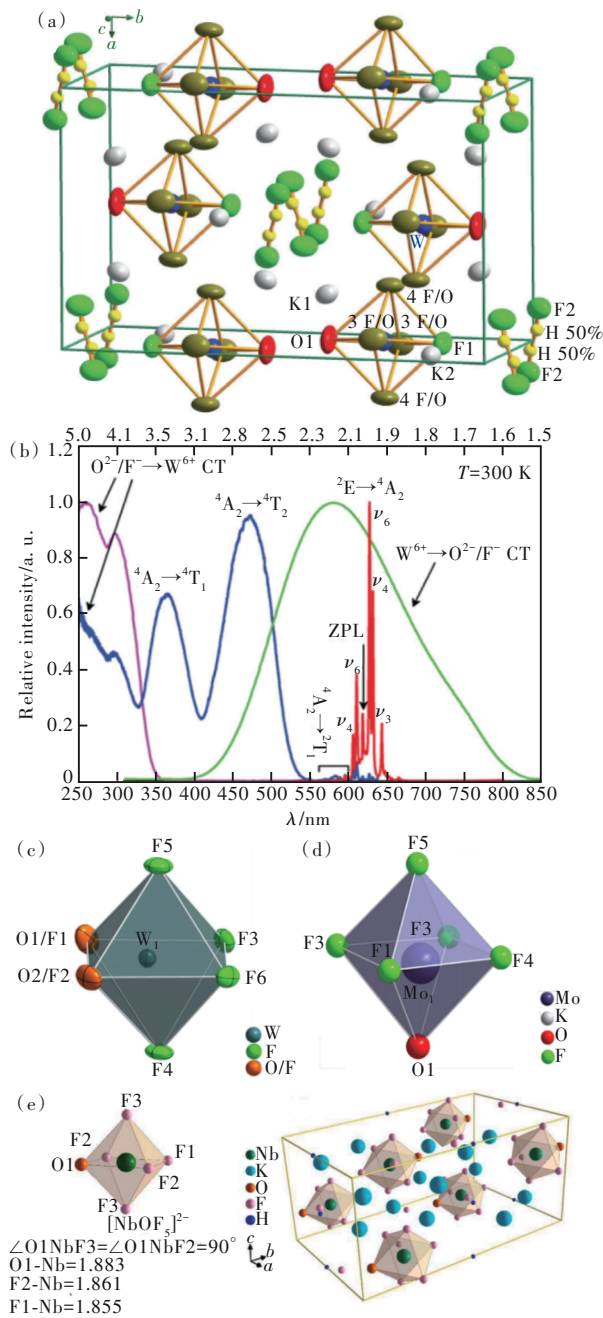 (a)
c
b
a
W
4 F/O
K1
3 F/O 3 F/O
O1
F1
K2
4 F/O
F2
H 50%
H 50%
F2
(b)
5.0 4.1 3.5 3.1 2.8 2.5 2.3 2.1 1.9 1.8 1.7 1.6 1.5
1.2
1.0
0.8
0.6
0.4
0.2
0
Relative intensity/a. u.
O²⁻/F⁻→W⁶⁺ CT
T=300 K
²E→⁴A₂
⁴A₂→⁴T₂
ν₆
W⁶⁺→O²⁻/F⁻ CT
⁴A₂→⁴T₁
ν₄
ZPL
ν₆
⁴A₂→²T₁
ν₄
ν₃
250 300 350 400 450 500 550 600 650 700 750 800 850
λ/nm
(c)
F5
O1/F1
W₁
F3
O2/F2
F6
F4
W
F
O/F
(d)
F5
F3
F3
F1
F4
Mo₁
O1
Mo
K
O
F
(e)
F3
F2
F1
O1
F2
F3
[NbOF₅]²⁻
∠O1NbF3=∠O1NbF2=90°
O1-Nb=1.883
F2-Nb=1.861
F1-Nb=1.855
Nb
K
O
F
H
c
b
a